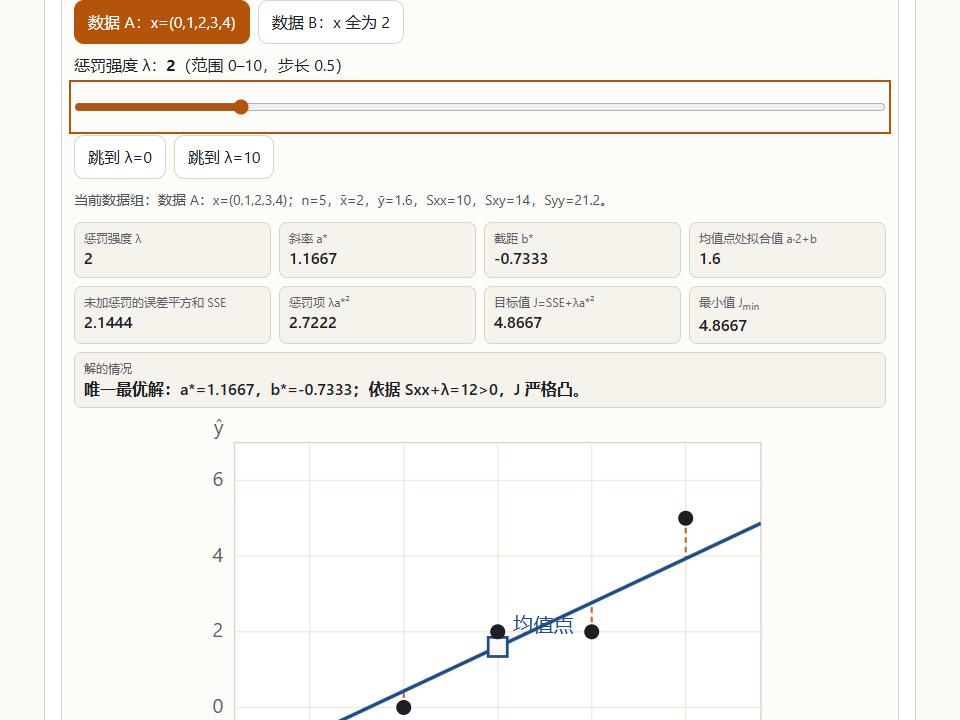 数据 A：x=(0,1,2,3,4) 数据 B：x 全为 2
惩罚强度 λ：2（范围 0–10，步长 0.5）
跳到 λ=0 跳到 λ=10
当前数据组：数据 A：x=(0,1,2,3,4)；n=5，x̄=2，ȳ=1.6，Sxx=10，Sxy=14，Syy=21.2。
惩罚强度 λ 斜率 a* 截距 b* 均值点处拟合值 a·2+b
2 1.1667 -0.7333 1.6
未加惩罚的误差平方和 SSE 惩罚项 λa*² 目标值 J=SSE+λa*² 最小值 Jmin
2.1444 2.7222 4.8667 4.8667
解的情况
唯一最优解：a*=1.1667，b*=-0.7333；依据 Sxx+λ=12>0，J 严格凸。
ŷ
6
4
均值点
2
0